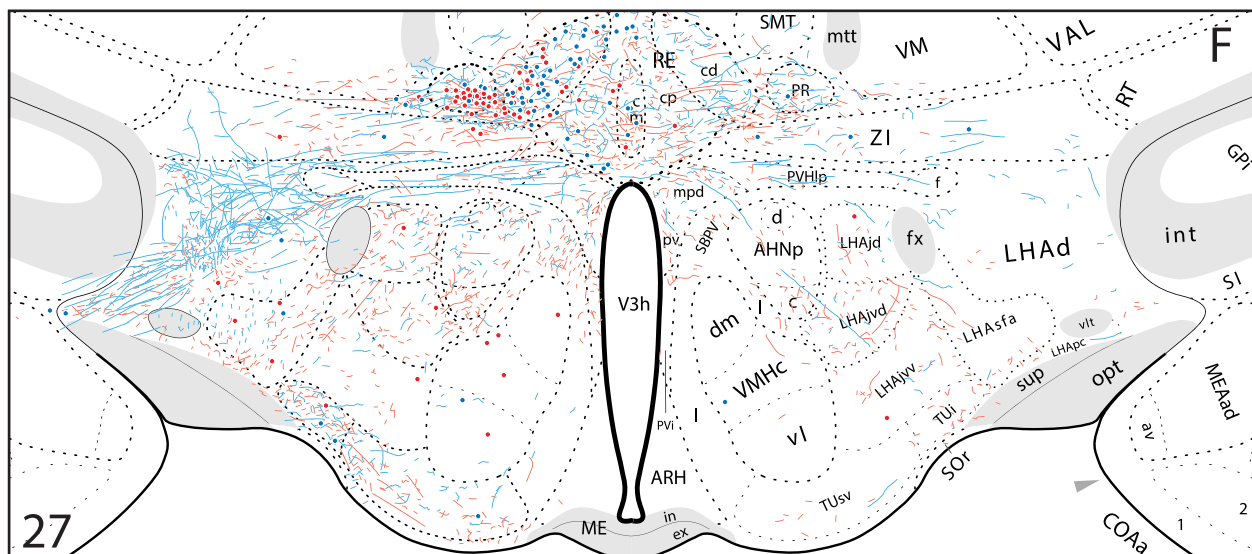 SMT
mtt
VM
VAL
F
RE
cd
PR
RT
cp
c
m
ZI
GPi
PVHlp
f
mpd
d
pv
SBPV
AHNp
LHAjd
fx
LHAd
int
SI
V3h
c
l
dm
LHAjvd
LHAsfa
vlt
LHApc
VMHc
LHAjvv
sup
opt
MEAad
PVi
l
vl
TUi
av
ARH
SOr
TUsv
27
ME
in
ex
COAa
1
2